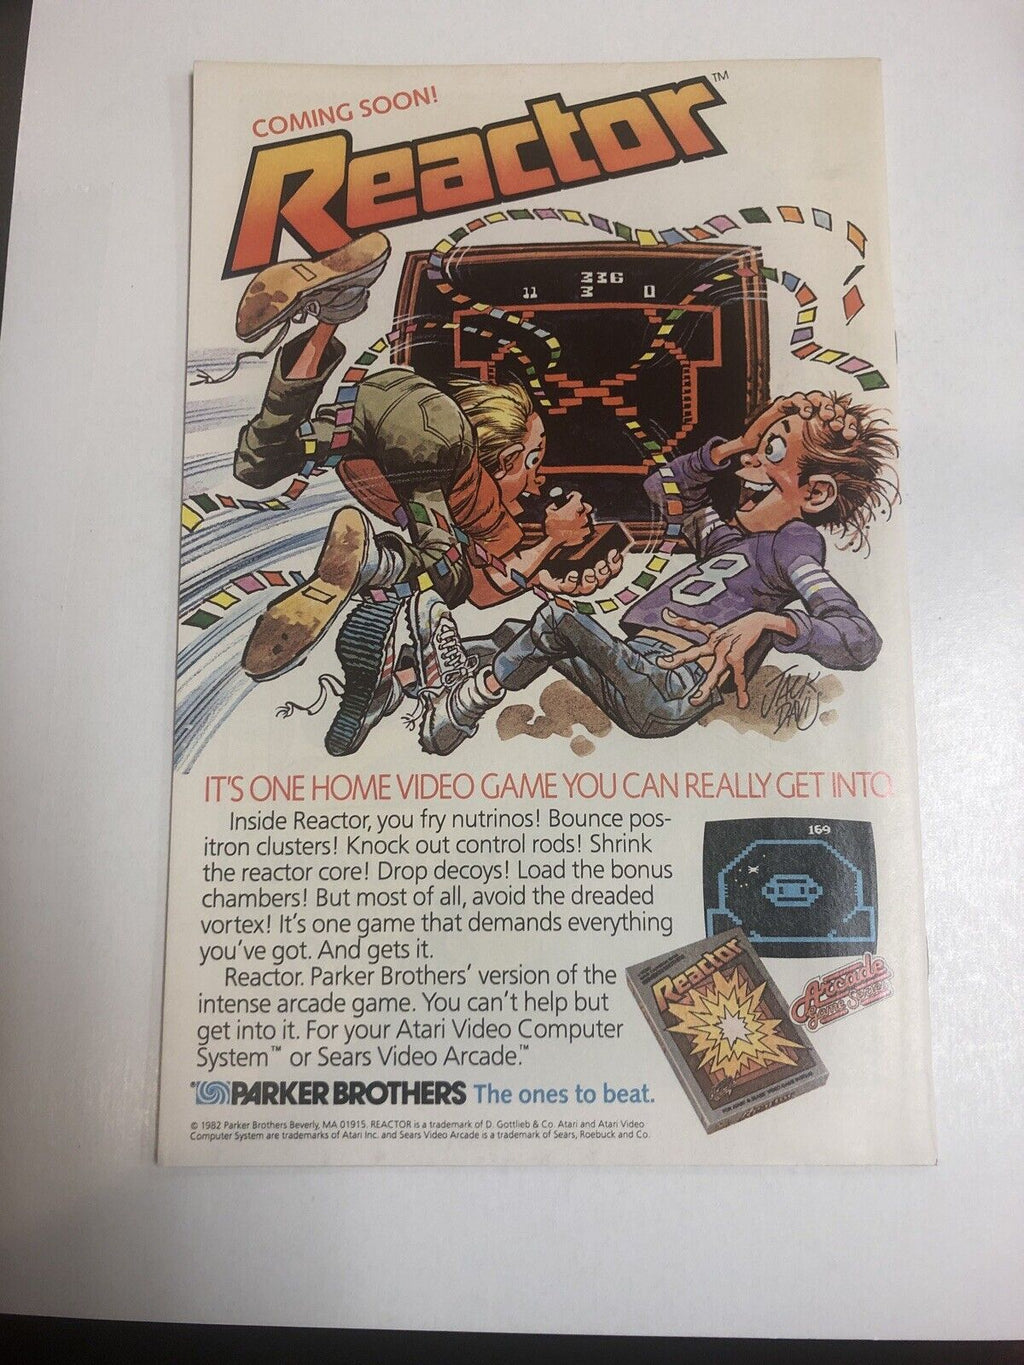 COMING SOON!
Reactor™
336
11 3 0
8
JACK
DAVIS
IT'S ONE HOME VIDEO GAME YOU CAN REALLY GET INTO.
Inside Reactor, you fry nutrinos! Bounce pos-
itron clusters! Knock out control rods! Shrink
the reactor core! Drop decoys! Load the bonus
chambers! But most of all, avoid the dreaded
vortex! It's one game that demands everything
you've got. And gets it.
Reactor. Parker Brothers' version of the
intense arcade game. You can't help but
get into it. For your Atari Video Computer
System™ or Sears Video Arcade.™
169
Reactor
Arcade
Game Series
PARKER BROTHERS The ones to beat.
© 1982 Parker Brothers Beverly, MA 01915. REACTOR is a trademark of D. Gottlieb & Co. Atari and Atari Video
Computer System are trademarks of Atari Inc. and Sears Video Arcade is a trademark of Sears, Roebuck and Co.